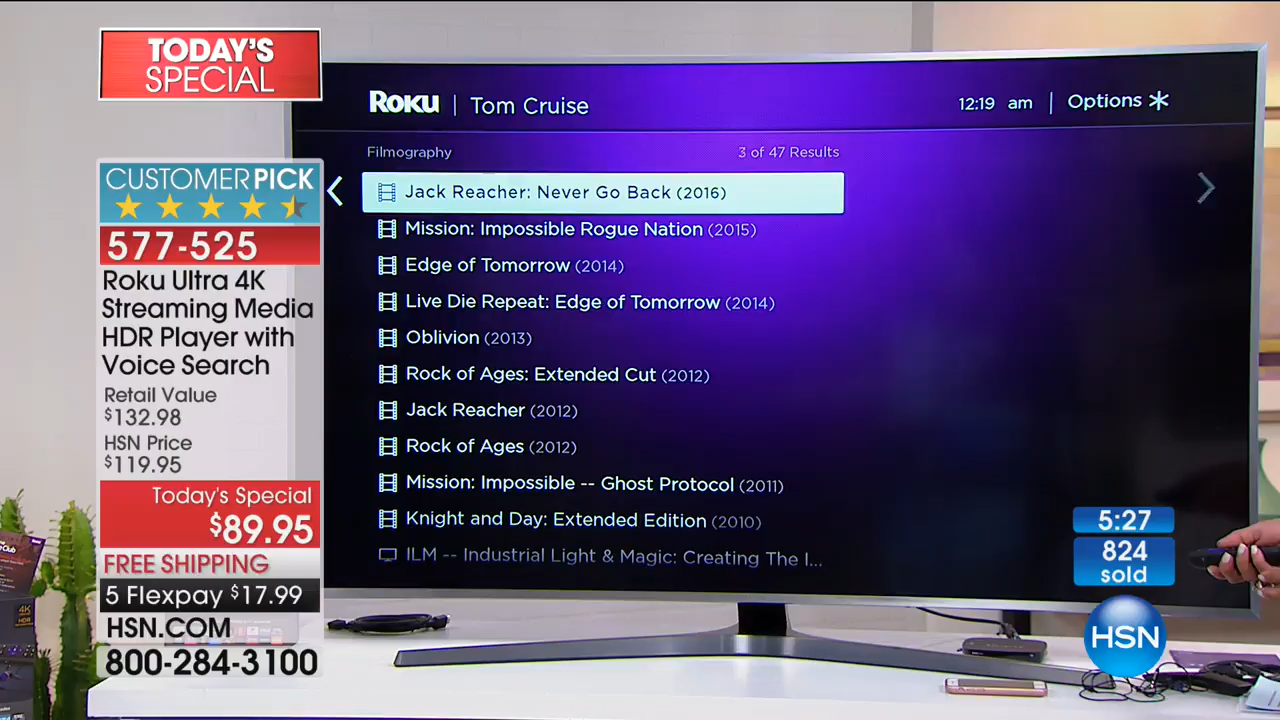 TODAY'S
SPECIAL
CUSTOMER PICK
577-525
Roku Ultra 4K
Streaming Media
HDR Player with
Voice Search
Retail Value
$132.98
HSN Price
$119.95
Today's Special
$89.95
FREE SHIPPING
5 Flexpay $17.99
HSN.COM
800-284-3100
ROKU | Tom Cruise
12:19 am | Options
Filmography
3 of 47 Results
Jack Reacher: Never Go Back (2016)
Mission: Impossible Rogue Nation (2015)
Edge of Tomorrow (2014)
Live Die Repeat: Edge of Tomorrow (2014)
Oblivion (2013)
Rock of Ages: Extended Cut (2012)
Jack Reacher (2012)
Rock of Ages (2012)
Mission: Impossible -- Ghost Protocol (2011)
Knight and Day: Extended Edition (2010)
ILM -- Industrial Light & Magic: Creating The I...
5:27
824
sold
HSN
4K
HDR